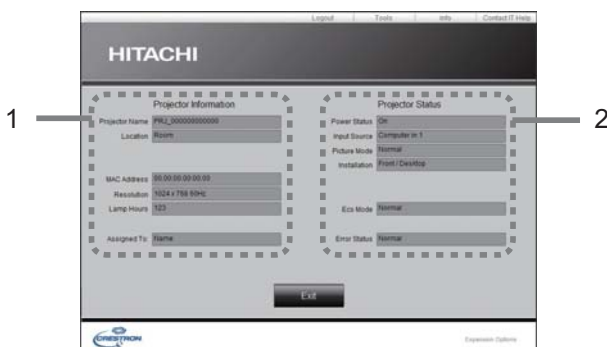 Logout Tools Info Contact IT Help
HITACHI
1
Projector Information
Projector Name PRJ_000000000000
Location Room
MAC Address 00:00:00:00:00:00
Resolution 1024 x 768 60Hz
Lamp Hours 123
Assigned To: Name
2
Projector Status
Power Status On
Input Source Computer in 1
Picture Mode Normal
Installation Front / Desktop
Eco Mode Normal
Error Status Normal
Exit
CRESTRON
Expansion Options